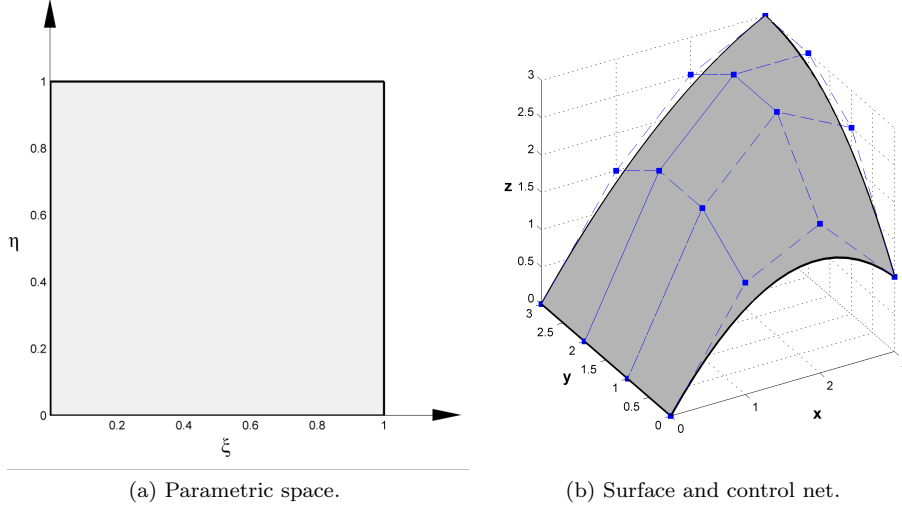 1
0.8
0.6
η
0.4
0.2
0
0.2 0.4 0.6 0.8 1
ξ
(a) Parametric space.
3
2.5
2
z 1.5
1
0.5
0
3
2.5
2
1.5
y 1
0.5
0
0 1 2
x
(b) Surface and control net.